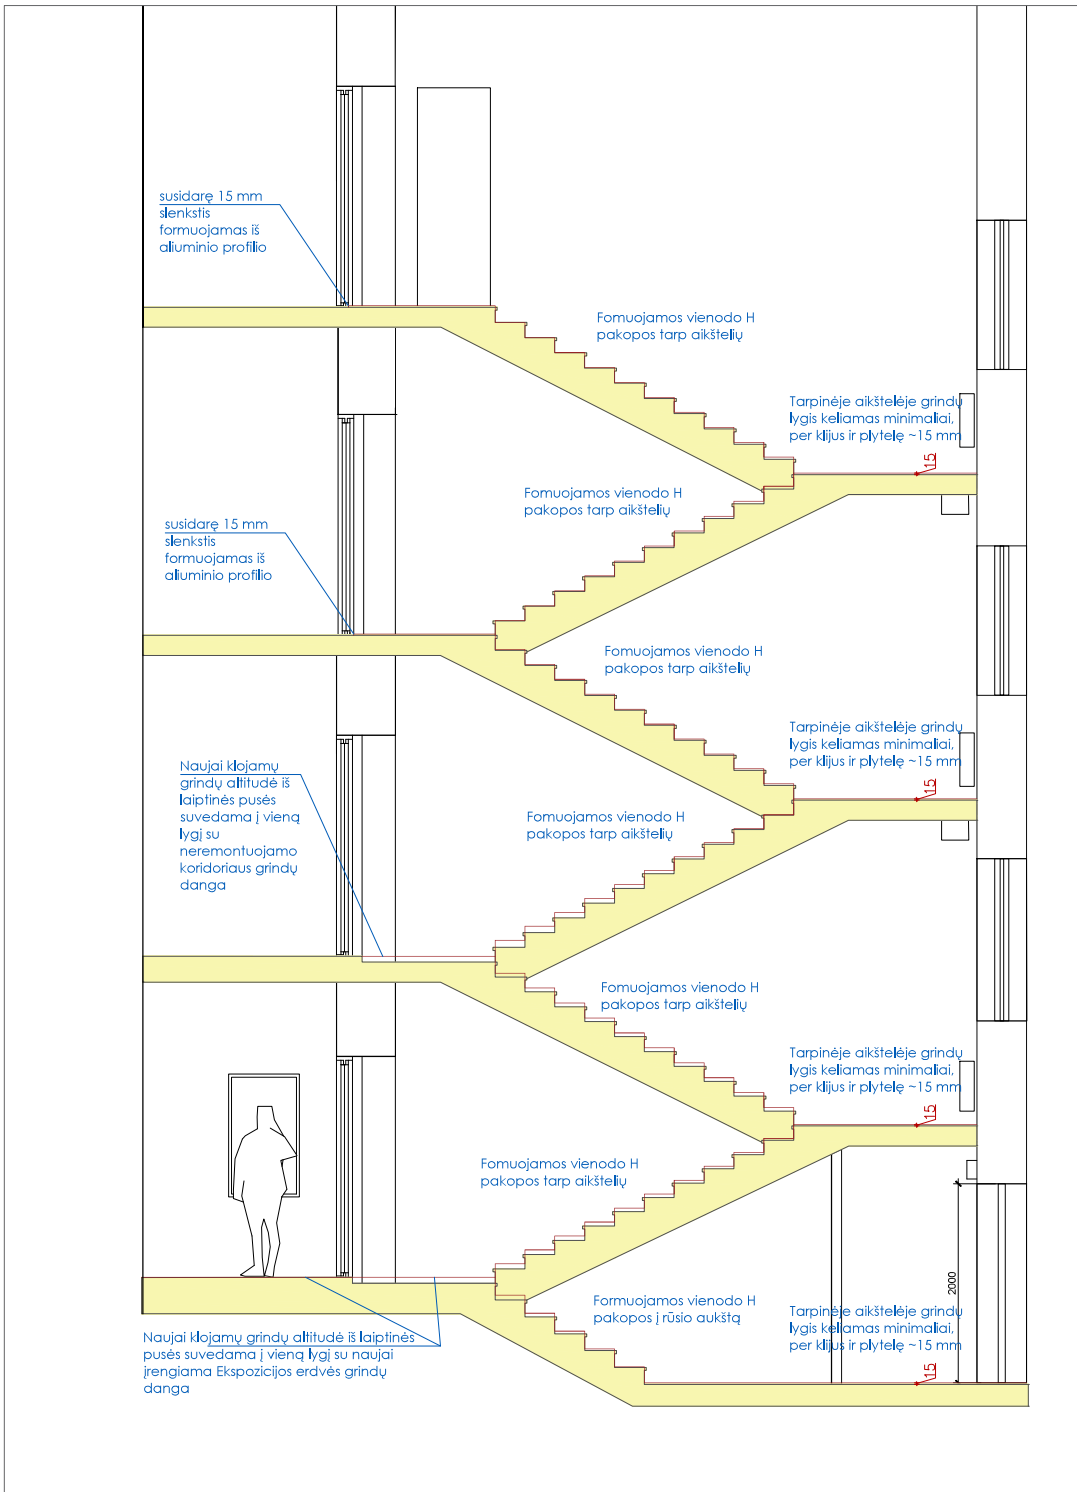 susidarę 15 mm
slenkstis
formuojamas iš
aliuminio profilio
Fomuojamos vienodo H
pakopos tarp aikštelių
Tarpinėje aikštelėje grindų
lygis keliamas minimaliai,
per klijus ir plytelę ~15 mm
15
Fomuojamos vienodo H
pakopos tarp aikštelių
susidarę 15 mm
slenkstis
formuojamas iš
aliuminio profilio
Fomuojamos vienodo H
pakopos tarp aikštelių
Tarpinėje aikštelėje grindų
lygis keliamas minimaliai,
per klijus ir plytelę ~15 mm
15
Naujai klojamų
grindų altitudė iš
laiptinės pusės
suvedama į vieną
lygį su
neremontuojamo
koridoriaus grindų
danga
Fomuojamos vienodo H
pakopos tarp aikštelių
Fomuojamos vienodo H
pakopos tarp aikštelių
Tarpinėje aikštelėje grindų
lygis keliamas minimaliai,
per klijus ir plytelę ~15 mm
15
Fomuojamos vienodo H
pakopos tarp aikštelių
2000
Formuojamos vienodo H
pakopos į rūsio aukštą
Tarpinėje aikštelėje grindų
lygis keliamas minimaliai,
per klijus ir plytelę ~15 mm
15
Naujai klojamų grindų altitudė iš laiptinės
pusės suvedama į vieną lygį su naujai
įrengiama Ekspozicijos erdvės grindų
danga